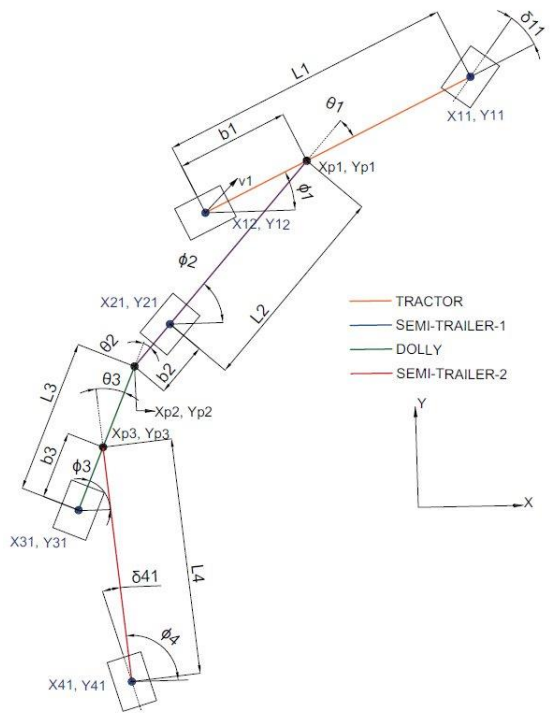 δ11
L1
θ1
b1
X11, Y11
Xp1, Yp1
v1
ϕ1
X12, Y12
ϕ2
X21, Y21
L2
TRACTOR
SEMI-TRAILER-1
DOLLY
SEMI-TRAILER-2
θ2
b2
L3
θ3
Xp2, Yp2
Y
X
b3
Xp3, Yp3
ϕ3
X31, Y31
L4
δ41
ϕ4
X41, Y41